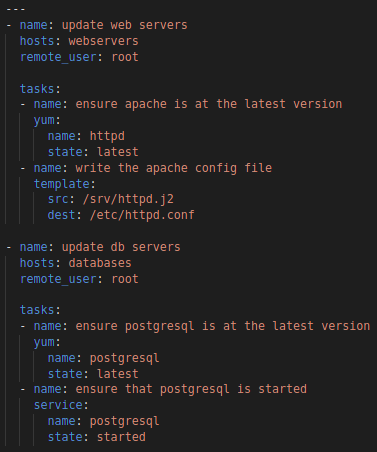 ---
- name: update web servers
  hosts: webservers
  remote_user: root

  tasks:
  - name: ensure apache is at the latest version
    yum:
      name: httpd
      state: latest
  - name: write the apache config file
    template:
      src: /srv/httpd.j2
      dest: /etc/httpd.conf

- name: update db servers
  hosts: databases
  remote_user: root

  tasks:
  - name: ensure postgresql is at the latest version
    yum:
      name: postgresql
      state: latest
  - name: ensure that postgresql is started
    service:
      name: postgresql
      state: started